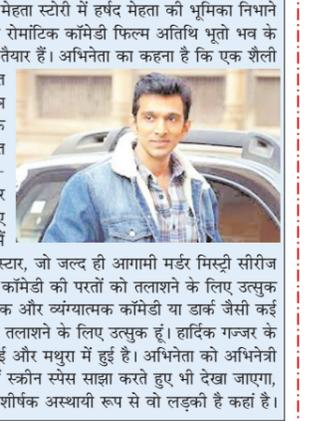 मेहता स्टोरी में हर्षद मेहता की भूमिका निभाने
रोमांटिक कॉमेडी फिल्म अतिथि भूतो भव के
तैयार हैं। अभिनेता का कहना है कि एक शैली
त
र
ए
में
स्टार, जो जल्द ही आगामी मर्डर मिस्ट्री सीरीज
कॉमेडी की परतों को तलाशने के लिए उत्सुक
क और व्यंग्यात्मक कॉमेडी या डार्क जैसी कई
तलाशने के लिए उत्सुक हूं। हार्दिक गज्जर के
ई और मथुरा में हुई है। अभिनेता को अभिनेत्री
स्क्रीन स्पेस साझा करते हुए भी देखा जाएगा,
शीर्षक अस्थायी रूप से वो लड़की है कहां है।